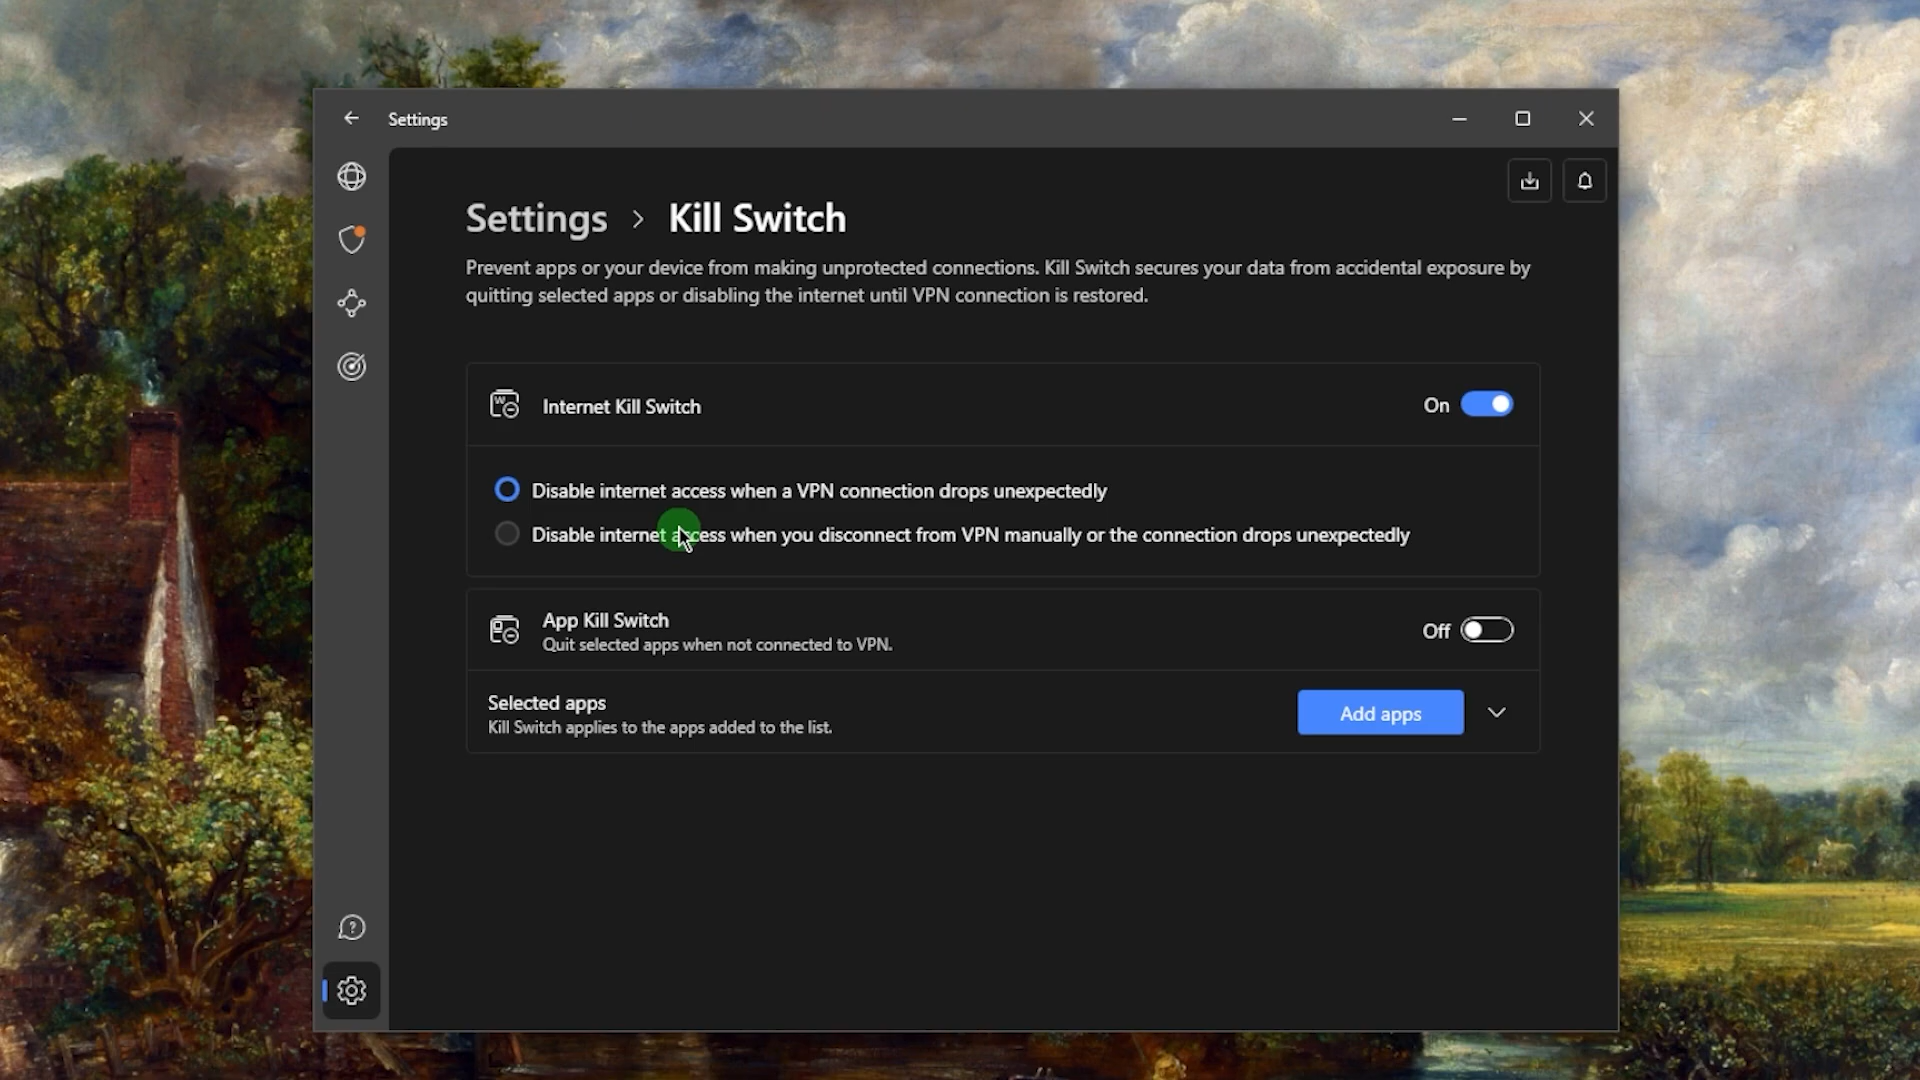 Settings
Settings > Kill Switch
Prevent apps or your device from making unprotected connections. Kill Switch secures your data from accidental exposure by
quitting selected apps or disabling the internet until VPN connection is restored.
Internet Kill Switch
On
Disable internet access when a VPN connection drops unexpectedly
Disable internet access when you disconnect from VPN manually or the connection drops unexpectedly
App Kill Switch
Quit selected apps when not connected to VPN.
Off
Selected apps
Kill Switch applies to the apps added to the list.
Add apps